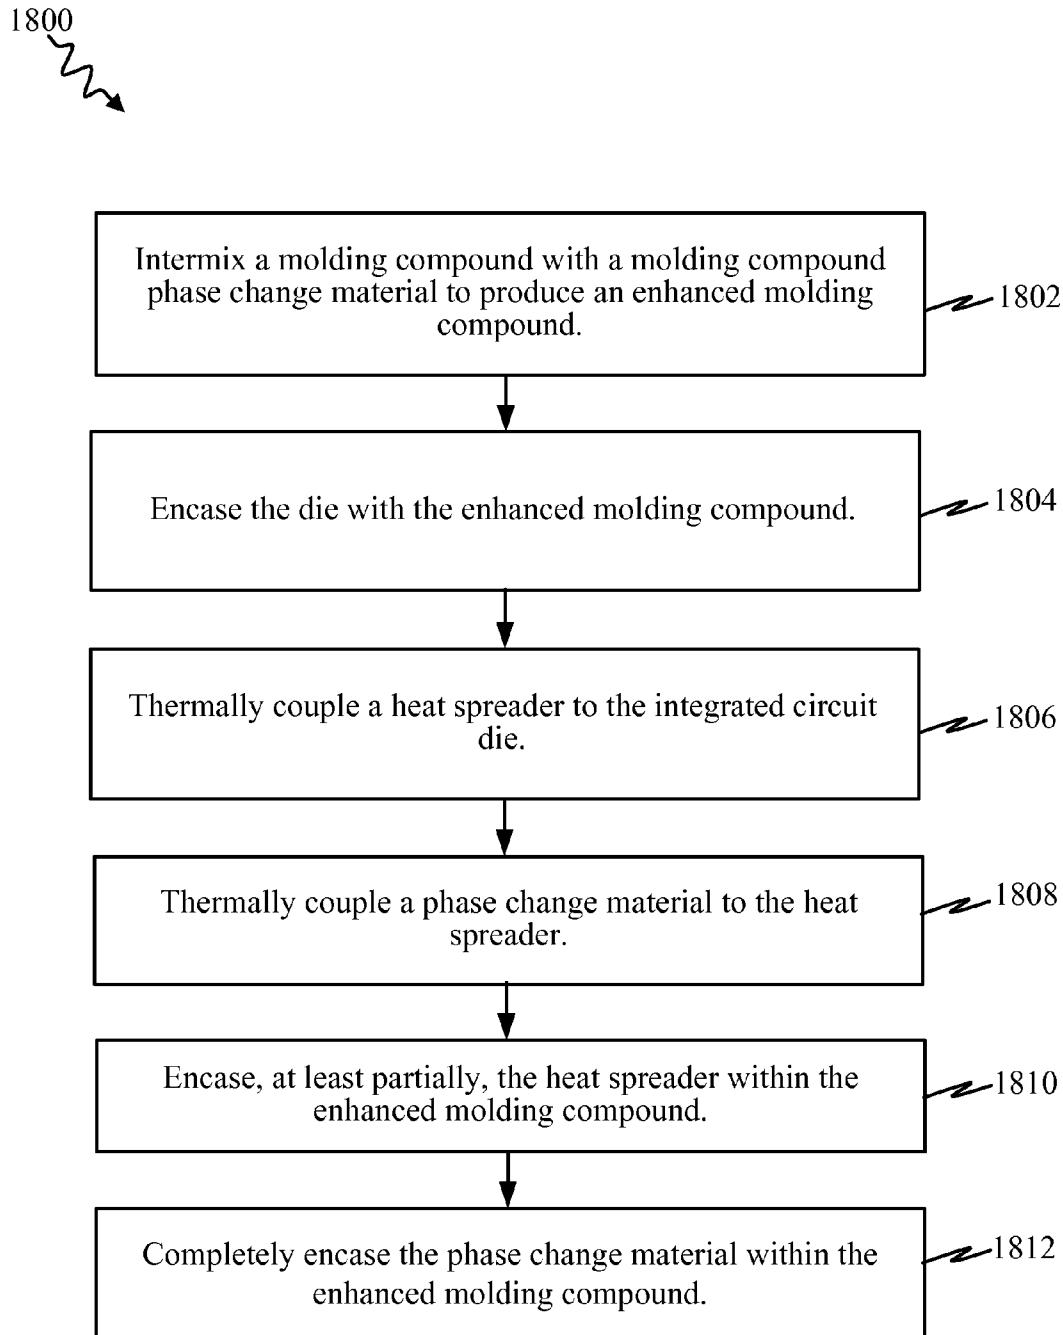 1800
Intermix a molding compound with a molding compound
phase change material to produce an enhanced molding
compound.
1802
Encase the die with the enhanced molding compound.
1804
Thermally couple a heat spreader to the integrated circuit
die.
1806
Thermally couple a phase change material to the heat
spreader.
1808
Encase, at least partially, the heat spreader within the
enhanced molding compound.
1810
Completely encase the phase change material within the
enhanced molding compound.
1812